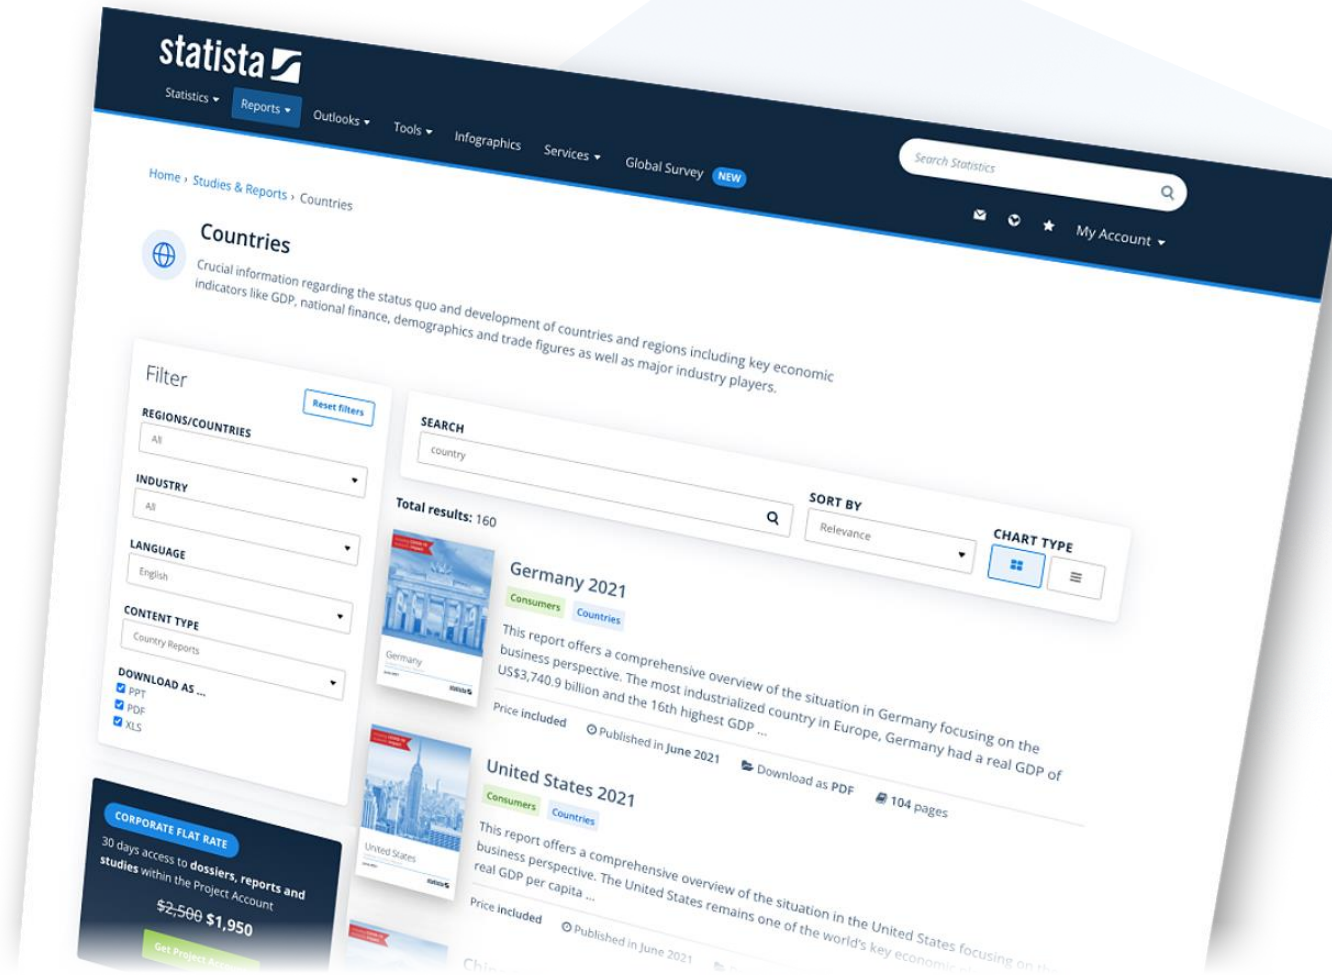 statista
Statistics
Reports
Outlooks
Tools
Infographics
Services
Global Survey NEW
Search Statistics
My Account
Home › Studies & Reports › Countries
Countries
Crucial information regarding the status quo and development of countries and regions including key economic
indicators like GDP, national finance, demographics and trade figures as well as major industry players.
Filter
Reset filters
REGIONS/COUNTRIES
All
INDUSTRY
All
LANGUAGE
English
CONTENT TYPE
Country Reports
DOWNLOAD AS ...
PPT
PDF
XLS
CORPORATE FLAT RATE
30 days access to dossiers, reports and
studies within the Project Account
$2,500 $1,950
Get Project
SEARCH
country
SORT BY
Relevance
CHART TYPE
Total results: 160
Germany
statista
Germany 2021
Consumers Countries
This report offers a comprehensive overview of the situation in Germany focusing on the
business perspective. The most industrialized country in Europe, Germany had a real GDP of
US$3,740.9 billion and the 16th highest GDP ...
Price included Published in June 2021 Download as PDF 104 pages
United States
statista
United States 2021
Consumers Countries
This report offers a comprehensive overview of the situation in the United States focusing on the
business perspective. The United States remains one of the world's key economic
real GDP per capita ...
Price included Published in June 2021